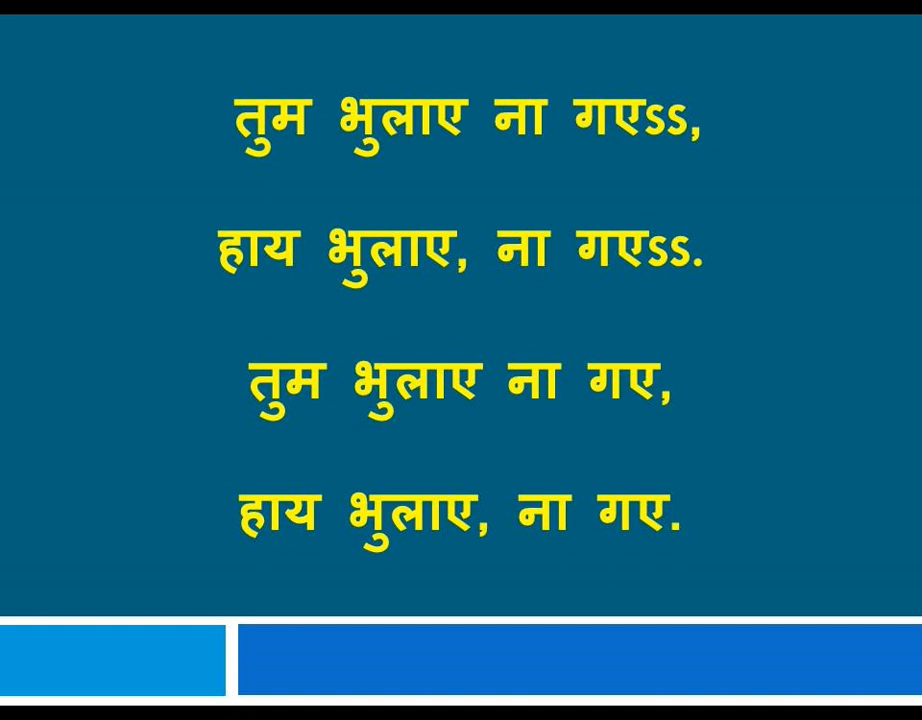 तुम भुलाए ना गएऽऽ,
हाय भुलाए, ना गएऽऽ.
तुम भुलाए ना गए,
हाय भुलाए, ना गए.